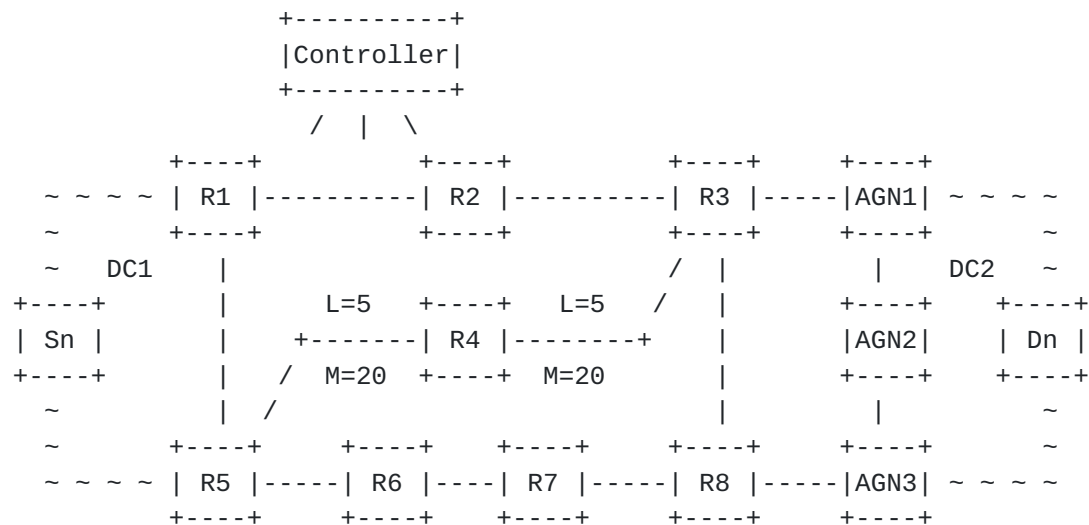 +----------+
                 |Controller|
                 +----------+
                   /  |  \
          +----+          +----+          +----+     +----+
  ~ ~ ~ ~ | R1 |----------| R2 |----------| R3 |-----|AGN1| ~ ~ ~ ~
  ~       +----+          +----+          +----+     +----+       ~
  ~   DC1    |                            /  |         |    DC2   ~
+----+       |      L=5   +----+   L=5   /   |       +----+    +----+
| Sn |       |    +-------| R4 |--------+    |       |AGN2|    | Dn |
+----+       |   /  M=20  +----+  M=20       |       +----+    +----+
  ~          |  /                            |         |          ~
  ~       +----+     +----+    +----+     +----+     +----+       ~
  ~ ~ ~ ~ | R5 |-----| R6 |----| R7 |-----| R8 |-----|AGN3| ~ ~ ~ ~
          +----+     +----+    +----+     +----+     +----+